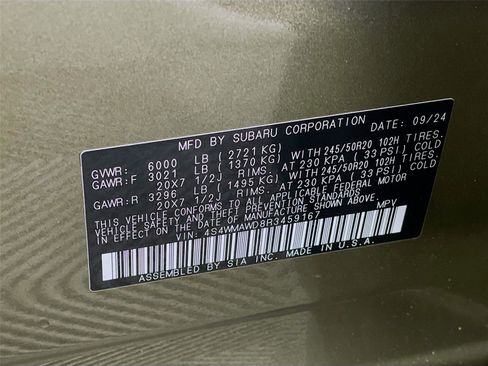 MFD BY SUBARU CORPORATION DATE: 09/24
GVWR: 6000 LB (2721 KG)
GAWR:F 3021 LB (1370 KG) WITH 245/50R20 102H TIRES.
20X7 1/2J RIMS. AT 230 KPA (33 PSI) COLD
GAWR:R 3296 LB (1495 KG) WITH 245/50R20 102H TIRES.
20X7 1/2J RIMS. AT 230 KPA (33 PSI) COLD
THIS VEHICLE CONFORMS TO ALL APPLICABLE FEDERAL MOTOR
VEHICLE SAFETY AND THEFT PREVENTION STANDARDS
IN EFFECT ON THE DATE OF MANUFACTURE SHOWN ABOVE.
VIN: 4S4WMAWD8R3459167 MPV
ASSEMBLED BY SIA INC. MADE IN U.S.A.